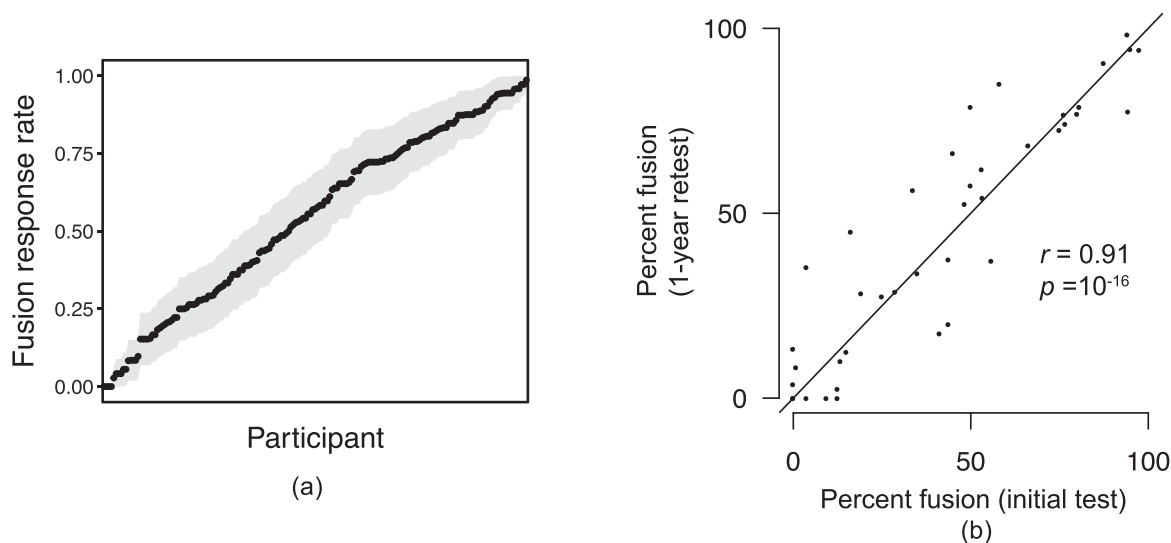 Fusion response rate
1.00
0.75
0.50
0.25
0.00
Participant
(a)
Percent fusion
(1-year retest)
100
50
0
r = 0.91
p =10-16
0 50 100
Percent fusion (initial test)
(b)